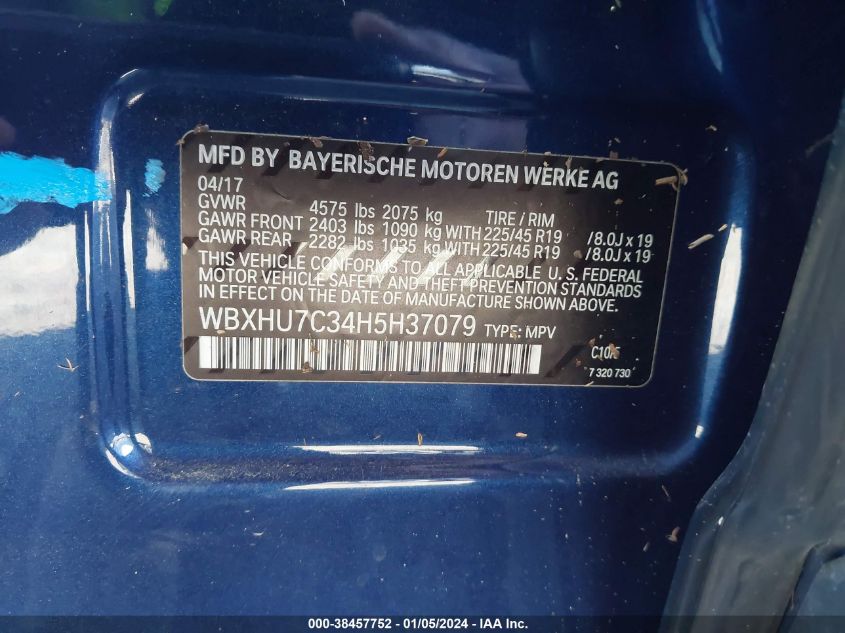 MFD BY BAYERISCHE MOTOREN WERKE AG
04/17
GVWR 4575 lbs 2075 kg TIRE / RIM
GAWR FRONT 2403 lbs 1090 kg WITH 225/45 R19 / 8.0J x 19
GAWR REAR 2282 lbs 1035 kg WITH 225/45 R19 / 8.0J x 19
THIS VEHICLE CONFORMS TO ALL APPLICABLE U. S. FEDERAL
MOTOR VEHICLE SAFETY AND THEFT PREVENTION STANDARDS
IN EFFECT ON THE DATE OF MANUFACTURE SHOWN ABOVE.
WBXHU7C34H5H37079 TYPE: MPV
7 320 730
000-38457752 - 01/05/2024 - IAA Inc.